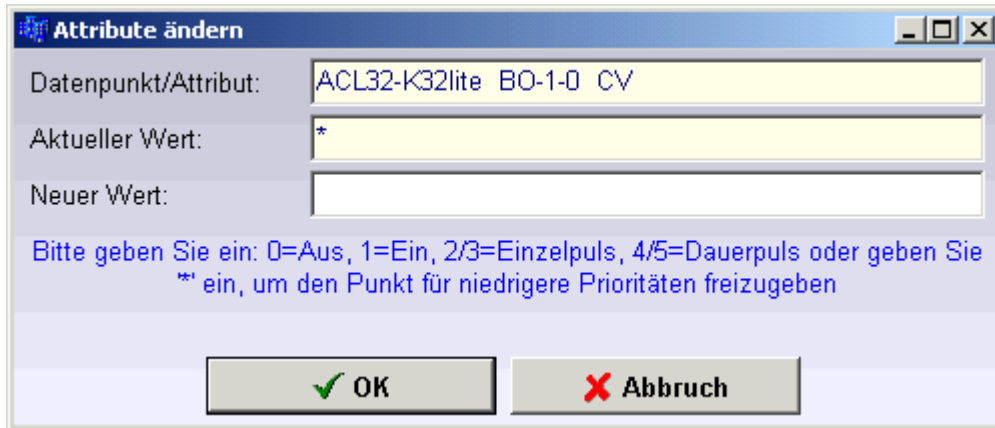 Attribute ändern
Datenpunkt/Attribut: ACL32-K32lite BO-1-0 CV
Aktueller Wert: *
Neuer Wert:
Bitte geben Sie ein: 0=Aus, 1=Ein, 2/3=Einzelpuls, 4/5=Dauerpuls oder geben Sie
'*' ein, um den Punkt für niedrigere Prioritäten freizugeben
OK Abbruch